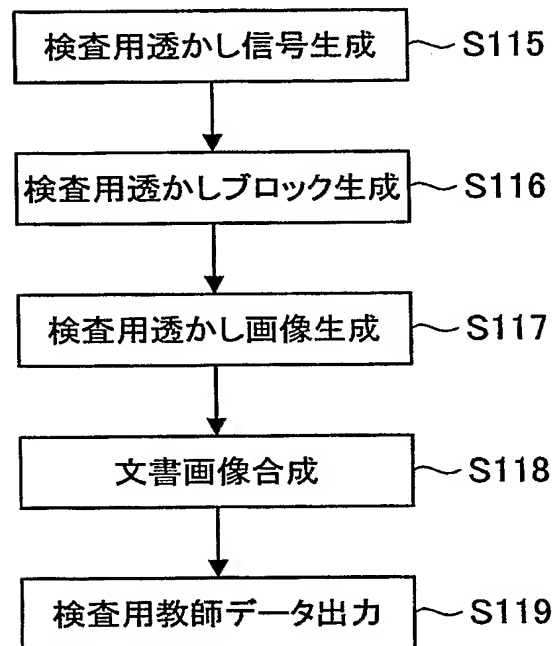 検査用透かし信号生成 ～S115
検査用透かしブロック生成 ～S116
検査用透かし画像生成 ～S117
文書画像合成 ～S118
検査用教師データ出力 ～S119